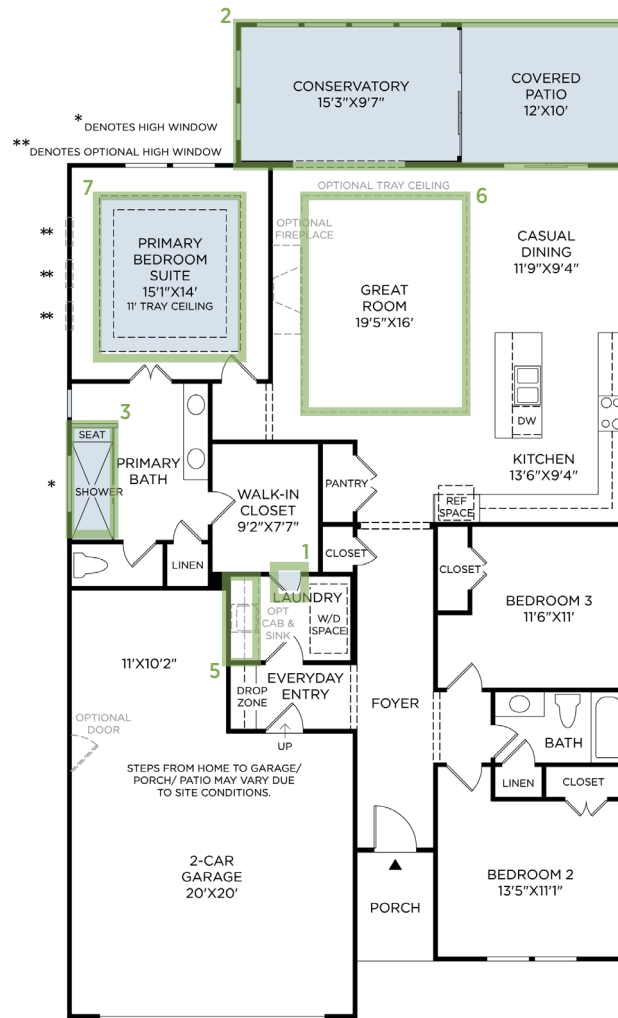 2
CONSERVATORY
15'3"X9'7"
COVERED
PATIO
12'X10'
* DENOTES HIGH WINDOW
** DENOTES OPTIONAL HIGH WINDOW
7
OPTIONAL TRAY CEILING
6
OPTIONAL
FIREPLACE
**
**
**
PRIMARY
BEDROOM
SUITE
15'1"X14'
11' TRAY CEILING
CASUAL
DINING
11'9"X9'4"
GREAT
ROOM
19'5"X16'
DW
3
SEAT
SHOWER
*
PRIMARY
BATH
KITCHEN
13'6"X9'4"
PANTRY
WALK-IN
CLOSET
9'2"X7'7"
REF
SPACE
LINEN
CLOSET
1
CLOSET
LAUNDRY
OPT
CAB &
SINK
W/D
SPACE
BEDROOM 3
11'6"X11'
5
11'X10'2"
DROP
ZONE
EVERYDAY
ENTRY
FOYER
OPTIONAL
DOOR
UP
BATH
STEPS FROM HOME TO GARAGE/
PORCH/ PATIO MAY VARY DUE
TO SITE CONDITIONS.
LINEN
CLOSET
2-CAR
GARAGE
20'X20'
BEDROOM 2
13'5"X11'1"
PORCH